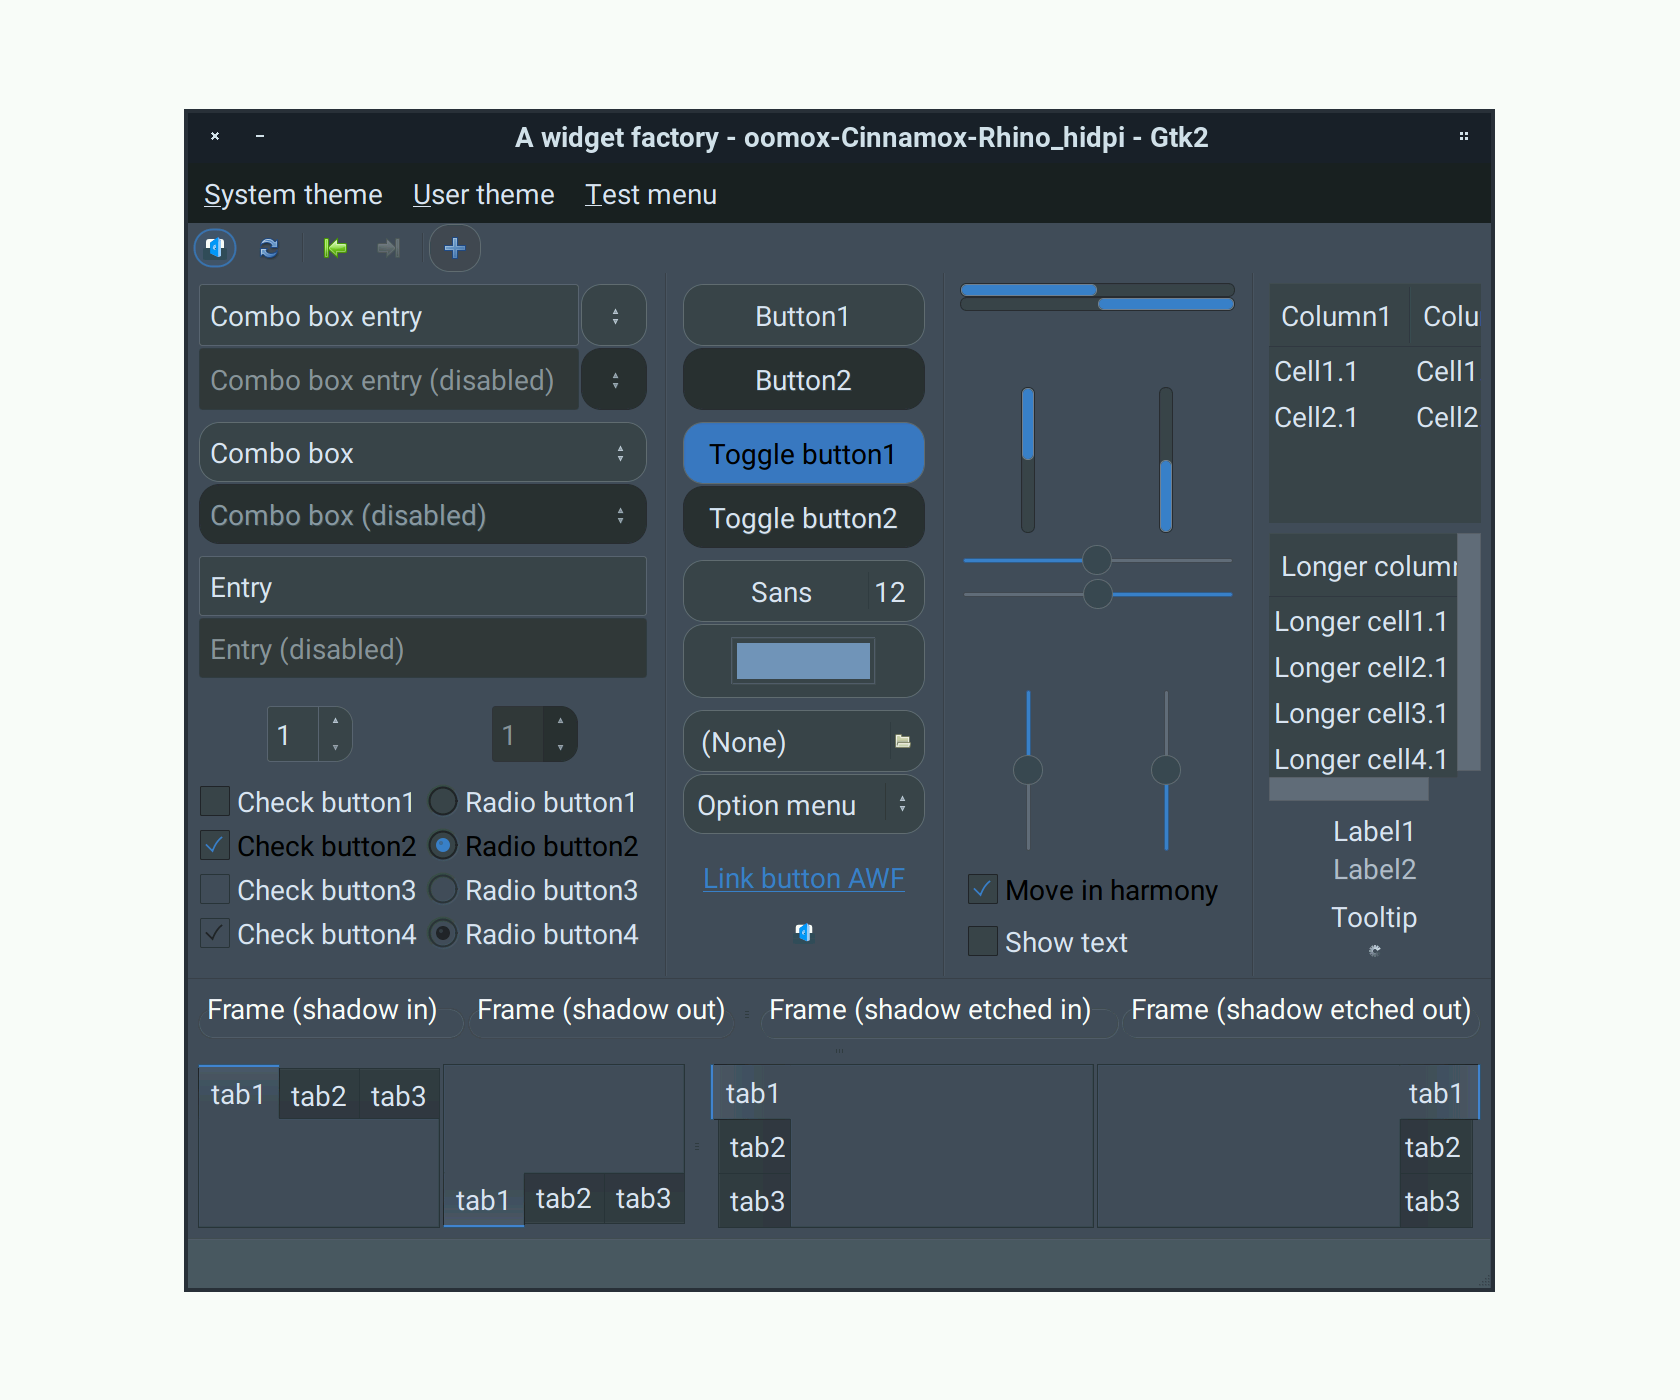 A widget factory - oomox-Cinnamox-Rhino_hidpi - Gtk2
System theme User theme Test menu
Combo box entry
Combo box entry (disabled)
Combo box
Combo box (disabled)
Entry
Entry (disabled)
1 1
Check button1 Radio button1
Check button2 Radio button2
Check button3 Radio button3
Check button4 Radio button4
Button1
Button2
Toggle button1
Toggle button2
Sans 12
(None)
Option menu
Link button AWF
Move in harmony
Show text
Column1 Colu
Cell1.1 Cell1
Cell2.1 Cell2
Longer colum
Longer cell1.1
Longer cell2.1
Longer cell3.1
Longer cell4.1
Label1
Label2
Tooltip
Frame (shadow in) Frame (shadow out) Frame (shadow etched in) Frame (shadow etched out)
tab1 tab2 tab3
tab1 tab2 tab3
tab1
tab2
tab3
tab1
tab2
tab3